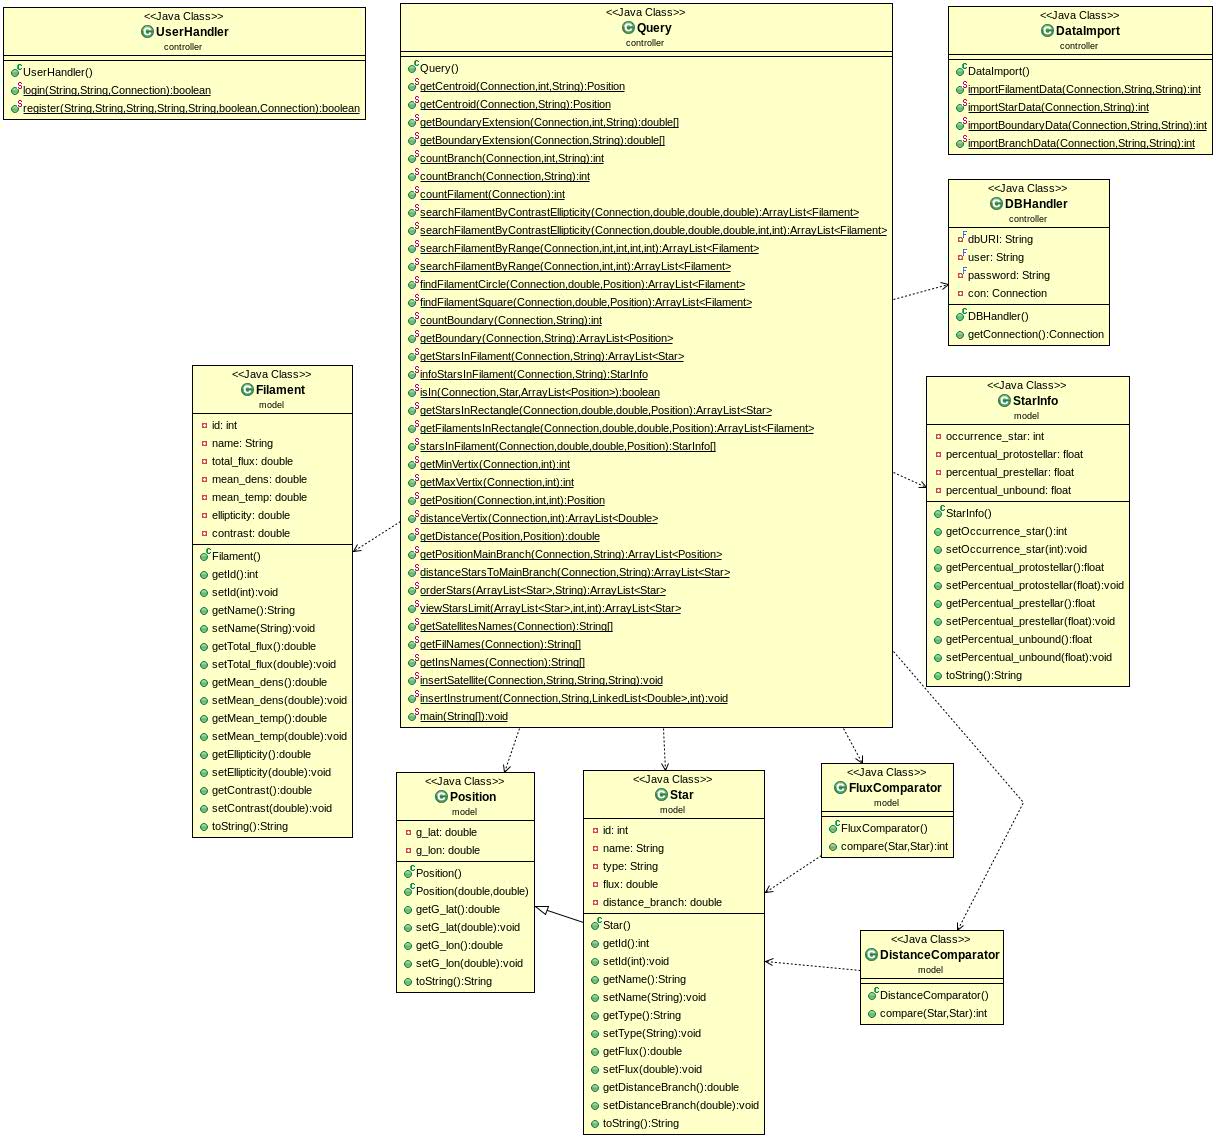 <<Java Class>>
UserHandler
controller
UserHandler()
login(String,String,Connection):boolean
register(String,String,String,String,String,boolean,Connection):boolean
<<Java Class>>
Query
controller
Query()
getCentroid(Connection,int,String):Position
getCentroid(Connection,String):Position
getBoundaryExtension(Connection,int,String):double[]
getBoundaryExtension(Connection,String):double[]
countBranch(Connection,int,String):int
countBranch(Connection,String):int
countFilament(Connection):int
searchFilamentByContrastEllipticity(Connection,double,double,double):ArrayList<Filament>
searchFilamentByContrastEllipticity(Connection,double,double,double,int,int):ArrayList<Filament>
searchFilamentByRange(Connection,int,int,int,int):ArrayList<Filament>
searchFilamentByRange(Connection,int,int):ArrayList<Filament>
findFilamentCircle(Connection,double,Position):ArrayList<Filament>
findFilamentSquare(Connection,double,Position):ArrayList<Filament>
countBoundary(Connection,String):int
getBoundary(Connection,String):ArrayList<Position>
getStarsInFilament(Connection,String):ArrayList<Star>
infoStarsInFilament(Connection,String):StarInfo
isIn(Connection,Star,ArrayList<Position>):boolean
getStarsInRectangle(Connection,double,double,Position):ArrayList<Star>
getFilamentsInRectangle(Connection,double,double,Position):ArrayList<Filament>
starsInFilament(Connection,double,double,Position):StarInfo[]
getMinVertix(Connection,int):int
getMaxVertix(Connection,int):int
getPosition(Connection,int,int):Position
distanceVertix(Connection,int):ArrayList<Double>
getDistance(Position,Position):double
getPositionMainBranch(Connection,String):ArrayList<Position>
distanceStarsToMainBranch(Connection,String):ArrayList<Star>
orderStars(ArrayList<Star>,String):ArrayList<Star>
viewStarsLimit(ArrayList<Star>,int,int):ArrayList<Star>
getSatellitesNames(Connection):String[]
getFilNames(Connection):String[]
getInsNames(Connection):String[]
insertSatellite(Connection,String,String,String):void
insertInstrument(Connection,String,LinkedList<Double>,int):void
main(String[]):void
<<Java Class>>
DataImport
controller
DataImport()
importFilamentData(Connection,String,String):int
importStarData(Connection,String):int
importBoundaryData(Connection,String,String):int
importBranchData(Connection,String,String):int
<<Java Class>>
DBHandler
controller
dbURI: String
user: String
password: String
con: Connection
DBHandler()
getConnection():Connection
<<Java Class>>
Filament
model
id: int
name: String
total_flux: double
mean_dens: double
mean_temp: double
ellipticity: double
contrast: double
Filament()
getId():int
setId(int):void
getName():String
setName(String):void
getTotal_flux():double
setTotal_flux(double):void
getMean_dens():double
setMean_dens(double):void
getMean_temp():double
setMean_temp(double):void
getEllipticity():double
setEllipticity(double):void
getContrast():double
setContrast(double):void
toString():String
<<Java Class>>
StarInfo
model
occurrence_star: int
percentual_protostellar: float
percentual_prestellar: float
percentual_unbound: float
StarInfo()
getOccurrence_star():int
setOccurrence_star(int):void
getPercentual_protostellar():float
setPercentual_protostellar(float):void
getPercentual_prestellar():float
setPercentual_prestellar(float):void
getPercentual_unbound():float
setPercentual_unbound(float):void
toString():String
<<Java Class>>
Position
model
g_lat: double
g_lon: double
Position()
Position(double,double)
getG_lat():double
setG_lat(double):void
getG_lon():double
setG_lon(double):void
toString():String
<<Java Class>>
Star
model
id: int
name: String
type: String
flux: double
distance_branch: double
Star()
getId():int
setId(int):void
getName():String
setName(String):void
getType():String
setType(String):void
getFlux():double
setFlux(double):void
getDistanceBranch():double
setDistanceBranch(double):void
toString():String
<<Java Class>>
FluxComparator
model
FluxComparator()
compare(Star,Star):int
<<Java Class>>
DistanceComparator
model
DistanceComparator()
compare(Star,Star):int